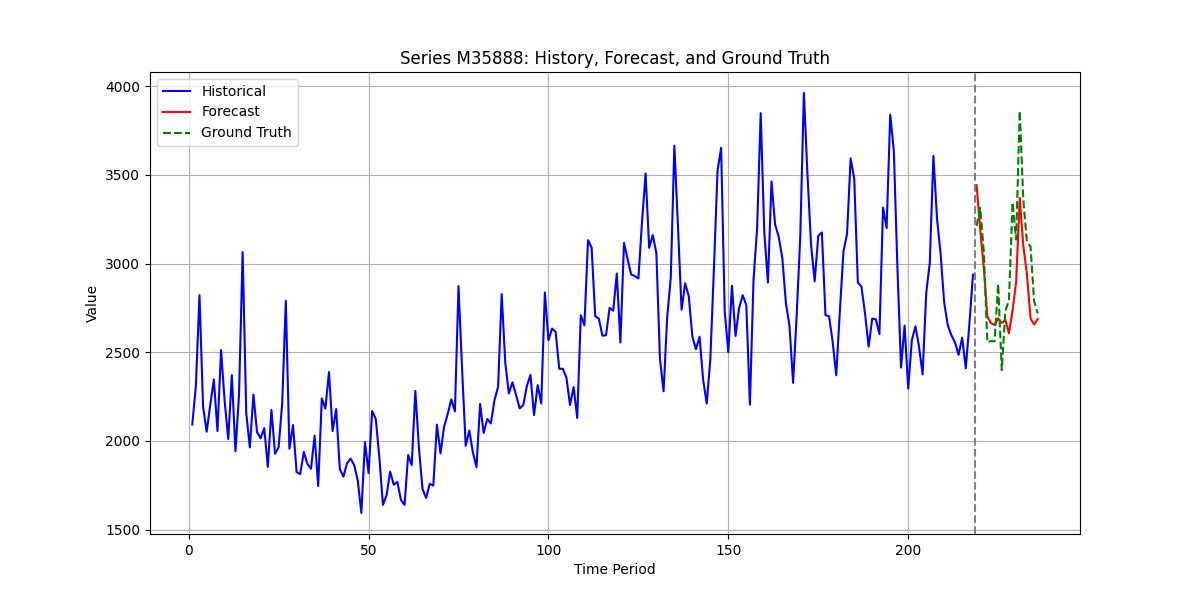 Series M35888: History, Forecast, and Ground Truth
Historical
Forecast
Ground Truth
4000
3500
3000
2500
2000
1500
Value
0
50
100
150
200
Time Period